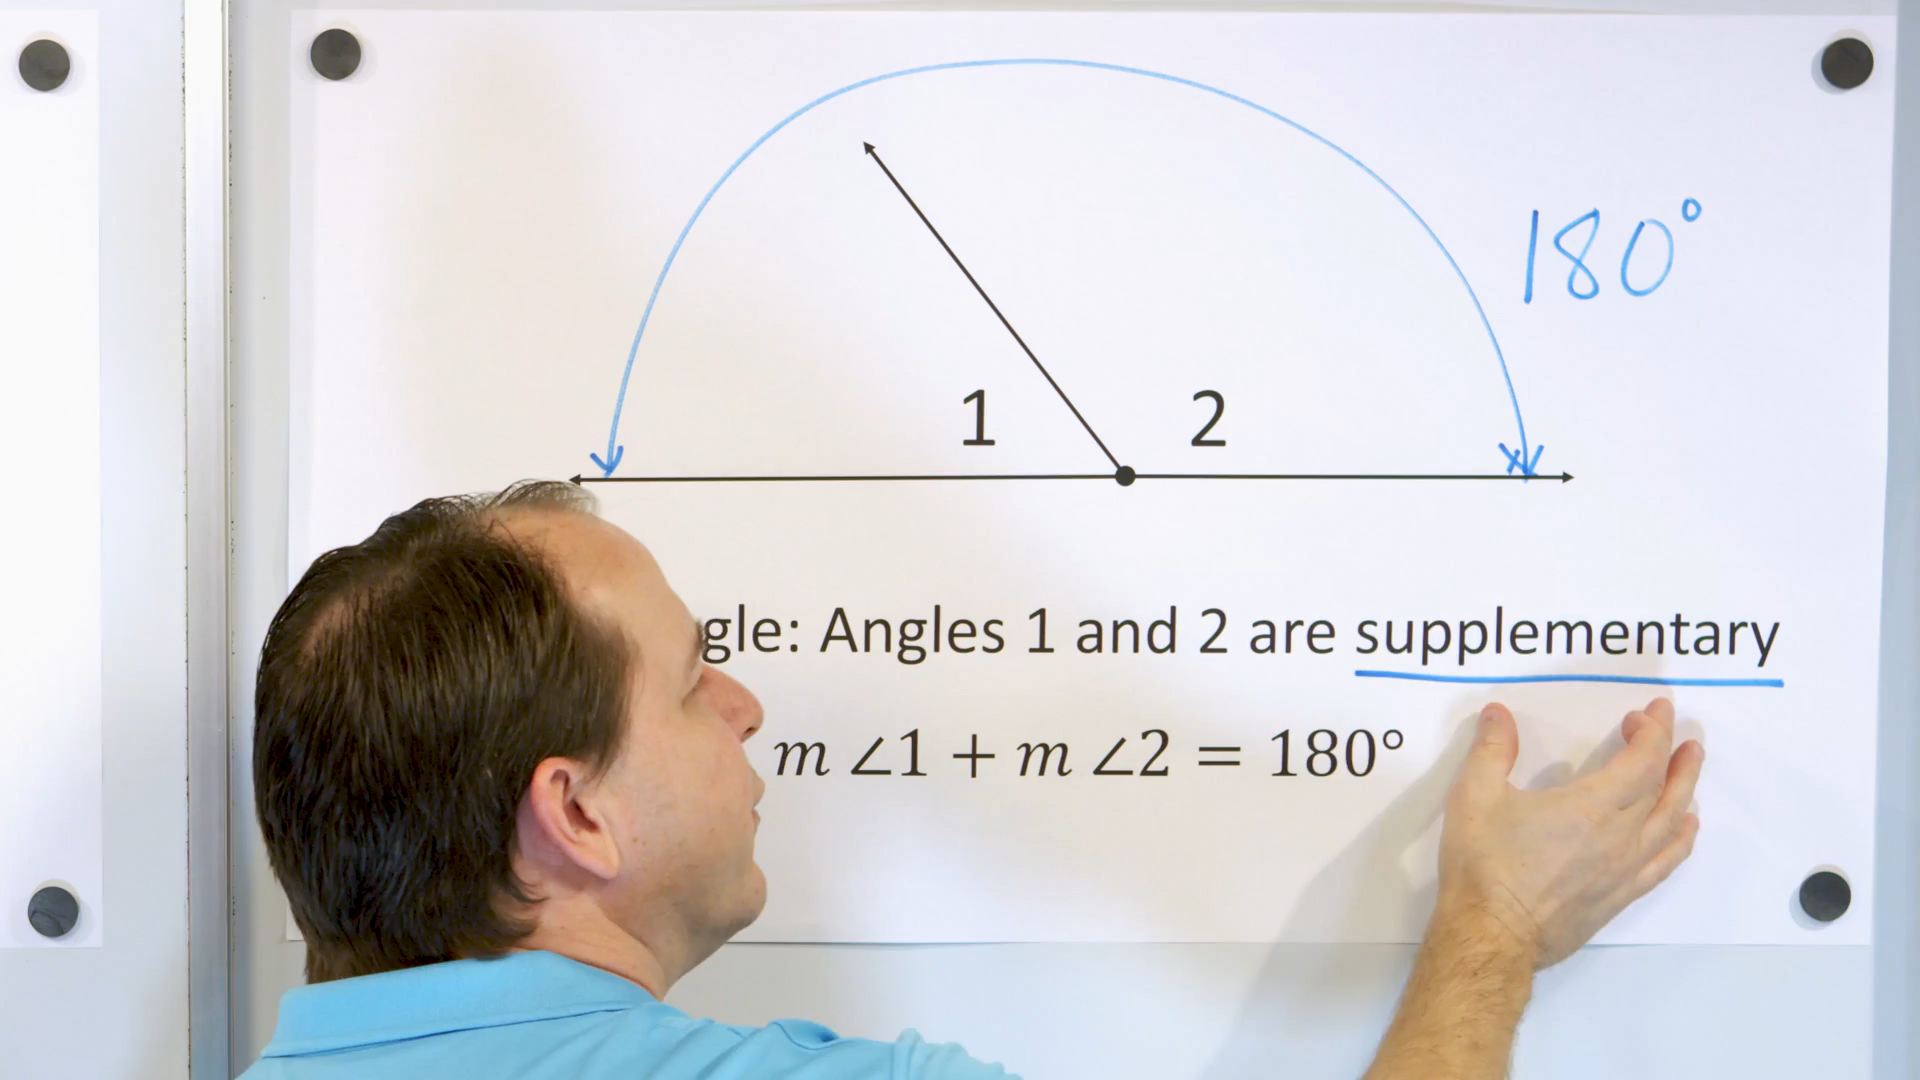 180°
1 2
gle: Angles 1 and 2 are supplementary
m ∠1 + m ∠2 = 180°